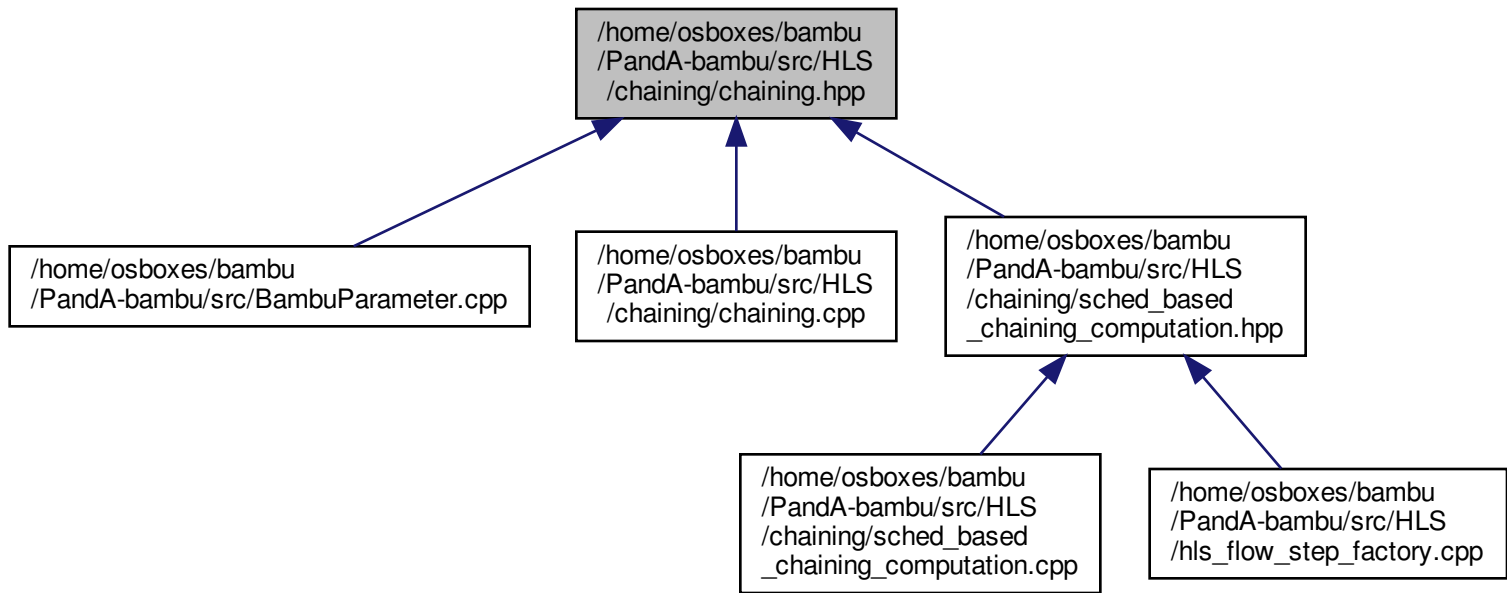 /home/osboxes/bambu
/PandA-bambu/src/HLS
/chaining/chaining.hpp
/home/osboxes/bambu
/PandA-bambu/src/BambuParameter.cpp
/home/osboxes/bambu
/PandA-bambu/src/HLS
/chaining/chaining.cpp
/home/osboxes/bambu
/PandA-bambu/src/HLS
/chaining/sched_based
_chaining_computation.hpp
/home/osboxes/bambu
/PandA-bambu/src/HLS
/chaining/sched_based
_chaining_computation.cpp
/home/osboxes/bambu
/PandA-bambu/src/HLS
/hls_flow_step_factory.cpp